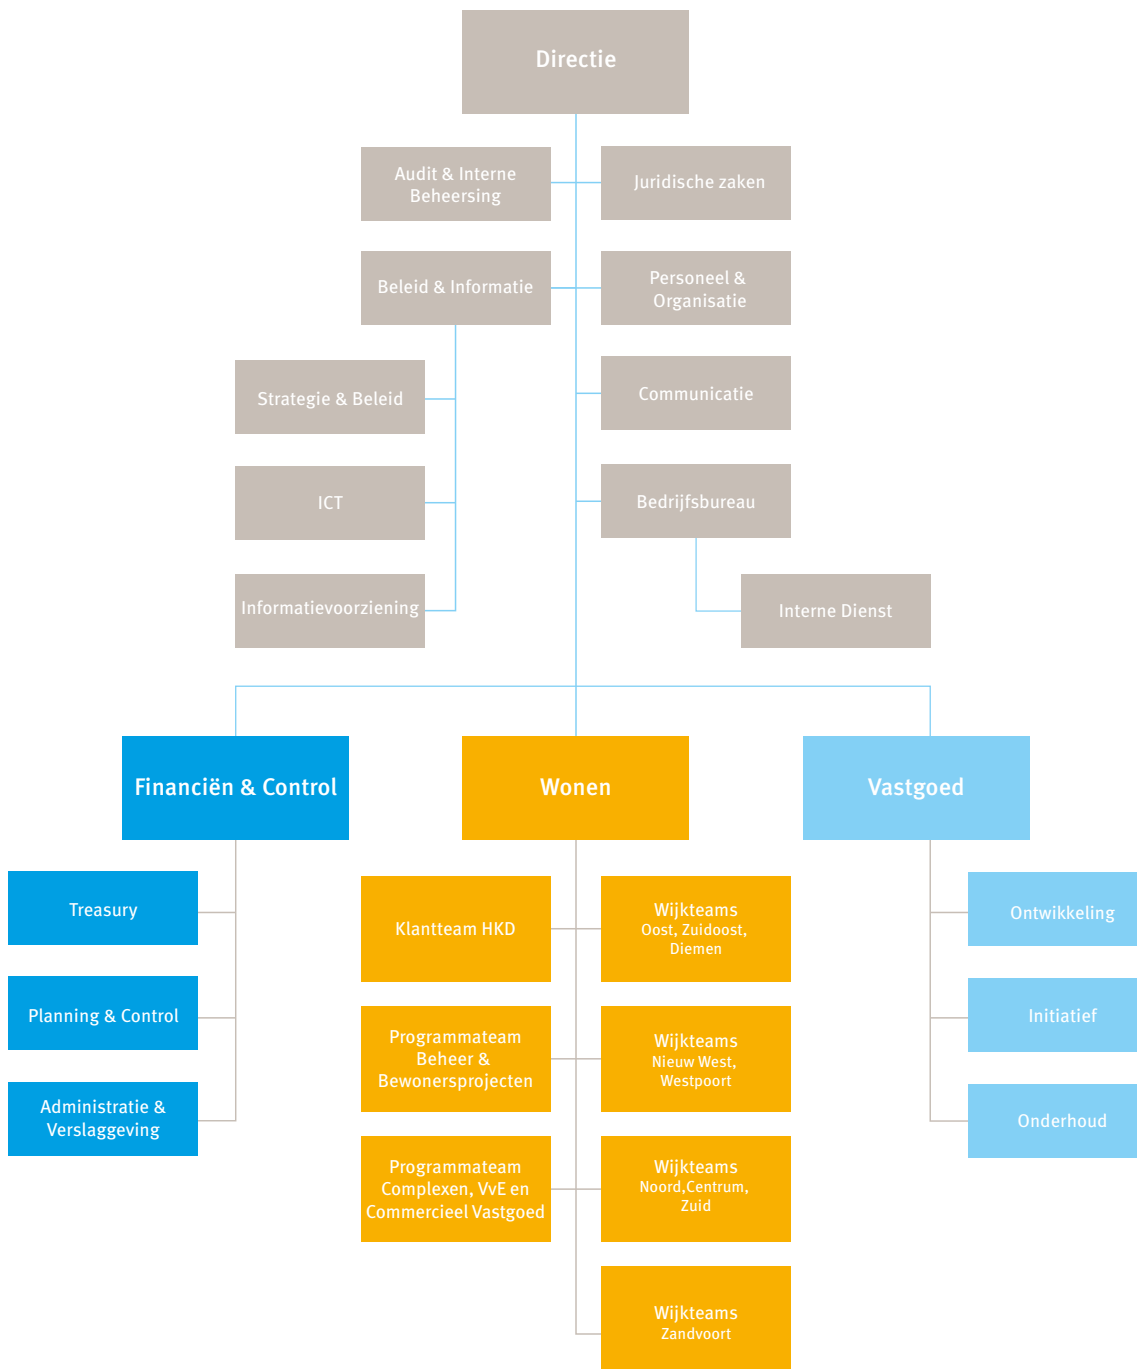 Directie
Audit & Interne
Beheersing
Juridische zaken
Beleid & Informatie
Personeel &
Organisatie
Strategie & Beleid
Communicatie
ICT
Bedrijfsbureau
Informatievoorziening
Interne Dienst
Financiën & Control
Wonen
Vastgoed
Treasury
Planning & Control
Administratie &
Verslaggeving
Klantteam HKD
Programmateam
Beheer &
Bewonersprojecten
Programmateam
Complexen, VvE en
Commercieel Vastgoed
Wijkteams
Oost, Zuidoost,
Diemen
Wijkteams
Nieuw West,
Westpoort
Wijkteams
Noord,Centrum,
Zuid
Wijkteams
Zandvoort
Ontwikkeling
Initiatief
Onderhoud